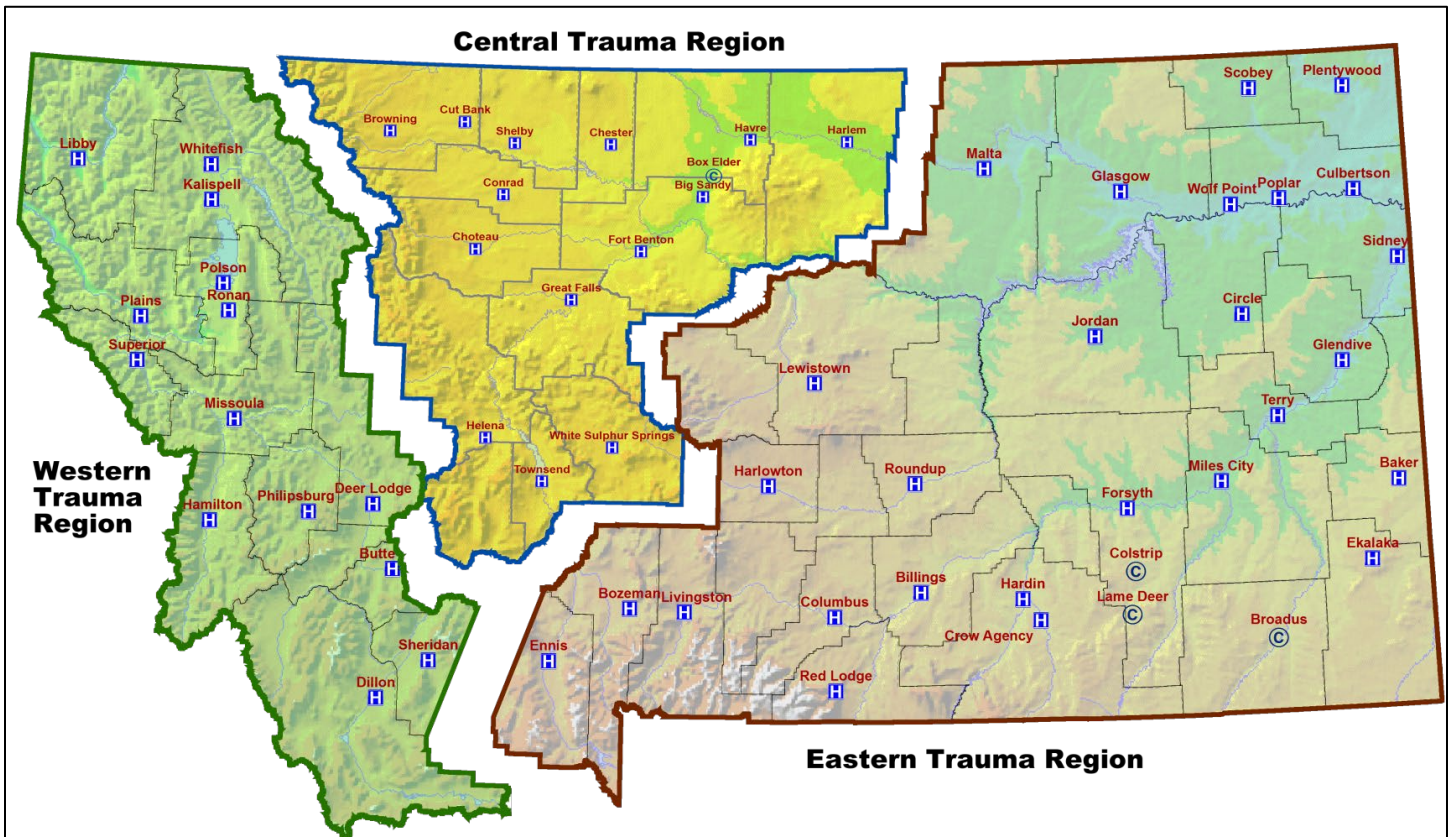 Central Trauma Region
Scobey
Plentywood
Browning
Cut Bank
H
H
Shelby
Chester
Havre
Harlem
H
H
H
H
H
H
Libby
H
Whitefish
H
Malta
H
Box Elder
C
Glasgow
H
Wolf Point
H
Poplar
H
Culbertson
H
Kalispell
H
Conrad
H
Big Sandy
H
Choteau
H
Fort Benton
H
Sidney
H
Polson
H
Ronan
H
Great Falls
H
Plains
H
Circle
H
Jordan
H
Superior
H
Glendive
H
Lewistown
H
Missoula
H
Terry
H
Helena
H
White Sulphur Springs
H
Western
Trauma
Region
Townsend
H
Harlowton
H
Roundup
H
Miles City
H
Baker
H
Hamilton
H
Philipsburg
H
Deer Lodge
H
Forsyth
H
Butte
H
Colstrip
C
Ekalaka
H
Bozeman
H
Livingston
H
Columbus
H
Billings
H
Hardin
H
Lame Deer
C
Crow Agency
H
Broadus
C
Ennis
H
Sheridan
H
Dillon
H
Red Lodge
H
Eastern Trauma Region